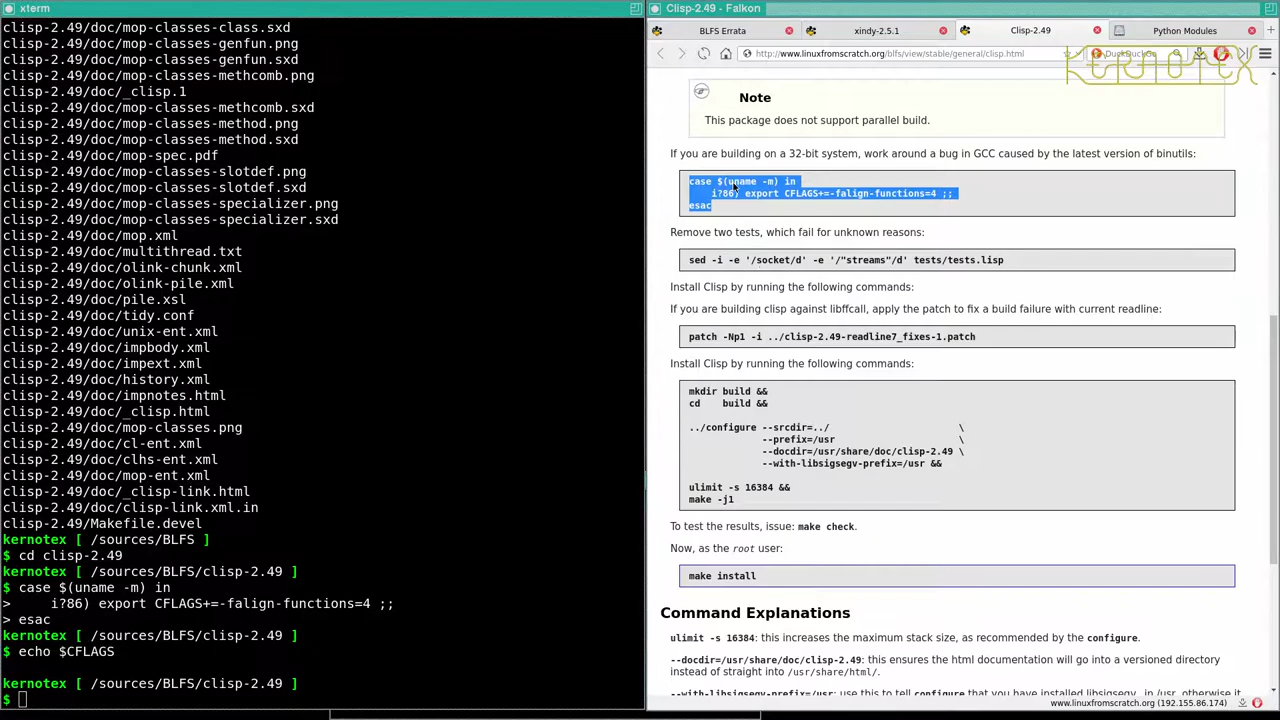 xterm
clisp-2.49/doc/mop-classes-class.sxd
clisp-2.49/doc/mop-classes-genfun.png
clisp-2.49/doc/mop-classes-genfun.sxd
clisp-2.49/doc/mop-classes-methcomb.png
clisp-2.49/doc/_clisp.1
clisp-2.49/doc/mop-classes-methcomb.sxd
clisp-2.49/doc/mop-classes-method.png
clisp-2.49/doc/mop-classes-method.sxd
clisp-2.49/doc/mop-spec.pdf
clisp-2.49/doc/mop-classes-slotdef.png
clisp-2.49/doc/mop-classes-slotdef.sxd
clisp-2.49/doc/mop-classes-specializer.png
clisp-2.49/doc/mop-classes-specializer.sxd
clisp-2.49/doc/mop.xml
clisp-2.49/doc/multithread.txt
clisp-2.49/doc/olink-chunk.xml
clisp-2.49/doc/olink-pile.xml
clisp-2.49/doc/pile.xsl
clisp-2.49/doc/tidy.conf
clisp-2.49/doc/unix-ent.xml
clisp-2.49/doc/impbody.xml
clisp-2.49/doc/impext.xml
clisp-2.49/doc/history.xml
clisp-2.49/doc/impnotes.html
clisp-2.49/doc/_clisp.html
clisp-2.49/doc/mop-classes.png
clisp-2.49/doc/cl-ent.xml
clisp-2.49/doc/clhs-ent.xml
clisp-2.49/doc/mop-ent.xml
clisp-2.49/doc/_clisp-link.html
clisp-2.49/doc/clisp-link.xml.in
clisp-2.49/Makefile.devel
kernotex [ /sources/BLFS ]
$ cd clisp-2.49
kernotex [ /sources/BLFS/clisp-2.49 ]
$ case $(uname -m) in
>     i?86) export CFLAGS+=-falign-functions=4 ;;
> esac
kernotex [ /sources/BLFS/clisp-2.49 ]
$ echo $CFLAGS
kernotex [ /sources/BLFS/clisp-2.49 ]
$
Clisp-2.49 - Falkon
BLFS Errata
xindy-2.5.1
Clisp-2.49
Python Modules
http://www.linuxfromscratch.org/blfs/view/stable/general/clisp.html
DuckDuckGo
KERNOTEX
Note
This package does not support parallel build.
If you are building on a 32-bit system, work around a bug in GCC caused by the latest version of binutils:
case $(uname -m) in
i?86) export CFLAGS+=-falign-functions=4 ;;
esac
Remove two tests, which fail for unknown reasons:
sed -i -e '/socket/d' -e '/"streams"/d' tests/tests.lisp
Install Clisp by running the following commands:
If you are building clisp against libffcall, apply the patch to fix a build failure with current readline:
patch -Np1 -i ../clisp-2.49-readline7_fixes-1.patch
Install Clisp by running the following commands:
mkdir build &&
cd    build &&
../configure --srcdir=../ \
--prefix=/usr \
--docdir=/usr/share/doc/clisp-2.49 \
--with-libsigsegv-prefix=/usr &&
ulimit -s 16384 &&
make -j1
To test the results, issue: make check.
Now, as the root user:
make install
Command Explanations
ulimit -s 16384: this increases the maximum stack size, as recommended by the configure.
--docdir=/usr/share/doc/clisp-2.49: this ensures the html documentation will go into a versioned directory
instead of straight into /usr/share/html/.
--with-libsigsegv-prefix=/usr: use this to tell configure that you have installed libsigsegv in /usr, otherwise it
www.linuxfromscratch.org (192.155.86.174)